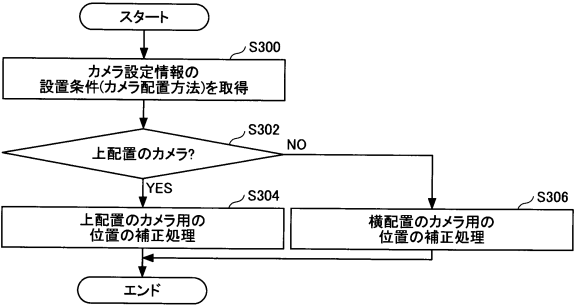 スタート
S300
カメラ設定情報の
設置条件(カメラ配置方法)を取得
S302
上配置のカメラ?
NO
YES
S304
上配置のカメラ用の
位置の補正処理
S306
横配置のカメラ用の
位置の補正処理
エンド